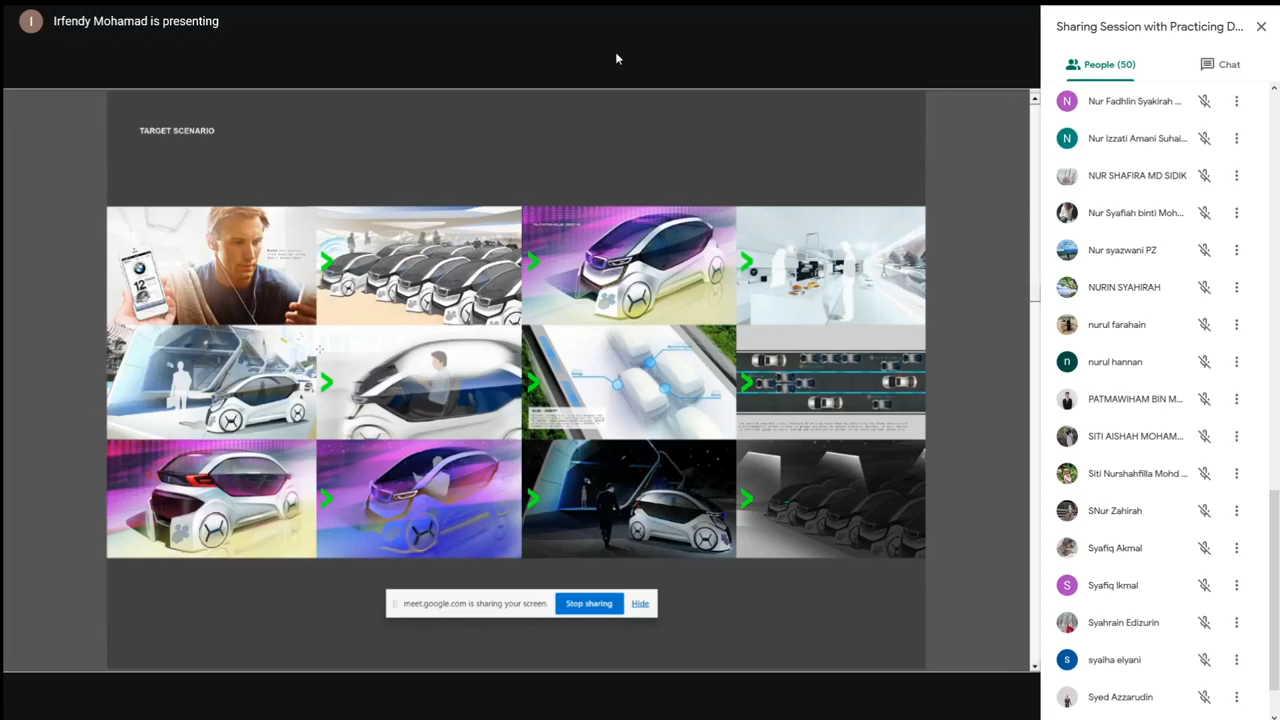 I
Irfendy Mohamad is presenting
Sharing Session with Practicing D...
People (50)
Chat
TARGET SCENARIO
12
meet.google.com is sharing your screen.
Stop sharing
Hide
N
Nur Fadhlin Syakirah ...
N
Nur Izzati Amani Suhai...
NUR SHAFIRA MD SIDIK
Nur Syafiah binti Moh...
Nur syazwani PZ
NURIN SYAHIRAH
nurul farahain
n
nurul hannan
PATMAWIHAM BIN M...
SITI AISHAH MOHAM...
Siti Nurshahfilla Mohd ...
SNur Zahirah
Syafiq Akmal
S
Syafiq Ikmal
Syahrain Edizurin
s
syaiha elyani
Syed Azzarudin